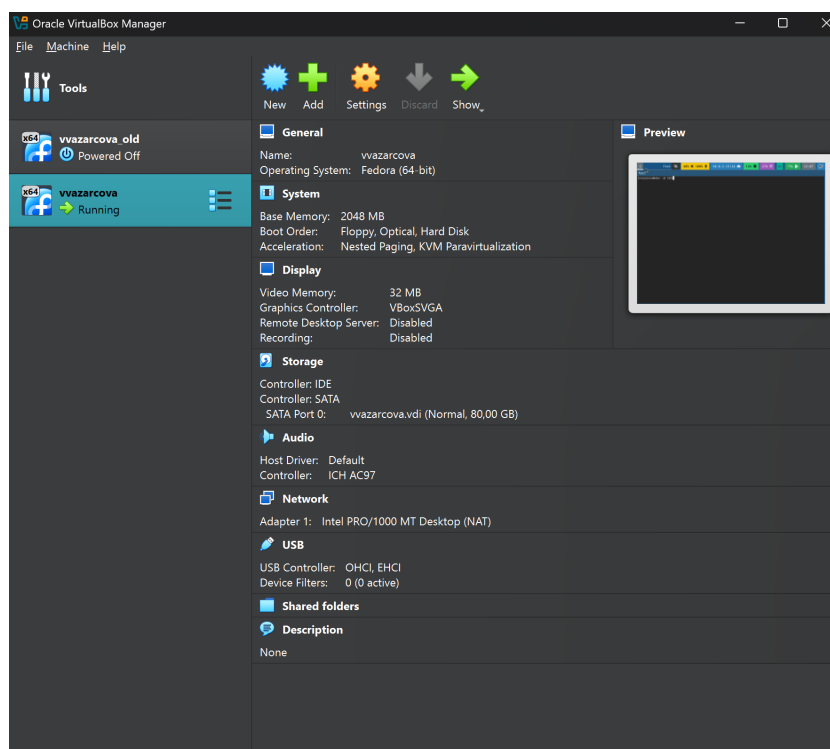 Oracle VirtualBox Manager
File Machine Help
Tools
New Add Settings Discard Show
x64
vvazarcova_old
Powered Off
x64
vvazarcova
Running
General
Name: vvazarcova
Operating System: Fedora (64-bit)
System
Base Memory: 2048 MB
Boot Order: Floppy, Optical, Hard Disk
Acceleration: Nested Paging, KVM Paravirtualization
Display
Video Memory: 32 MB
Graphics Controller: VBoxSVGA
Remote Desktop Server: Disabled
Recording: Disabled
Storage
Controller: IDE
Controller: SATA
SATA Port 0: vvazarcova.vdi (Normal, 80,00 GB)
Audio
Host Driver: Default
Controller: ICH AC97
Network
Adapter 1: Intel PRO/1000 MT Desktop (NAT)
USB
USB Controller: OHCI, EHCI
Device Filters: 0 (0 active)
Shared folders
Description
None
Preview